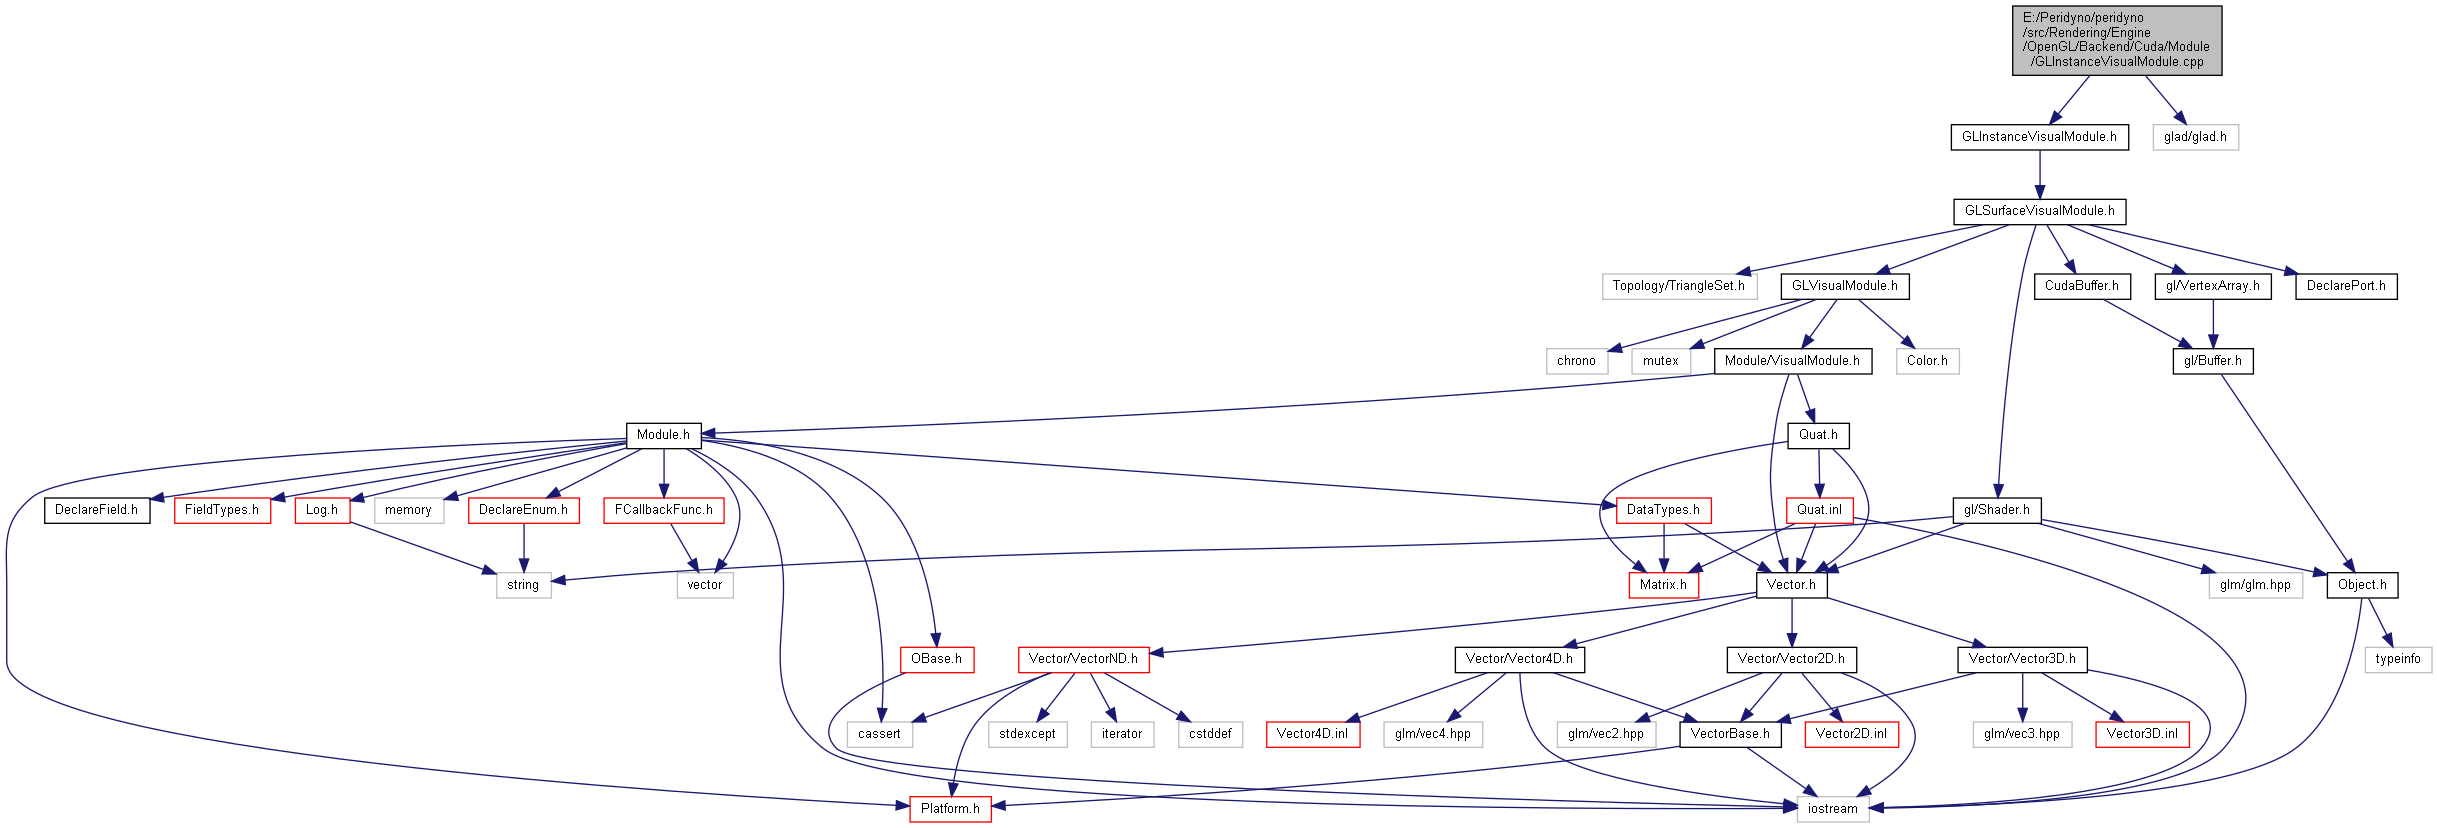 E:/Peridyno/peridyno
/src/Rendering/Engine
/OpenGL/Backend/Cuda/Module
/GLInstanceVisualModule.cpp
GLInstanceVisualModule.h
glad/glad.h
GLSurfaceVisualModule.h
Topology/TriangleSet.h
GLVisualModule.h
CudaBuffer.h
gl/VertexArray.h
DeclarePort.h
chrono
mutex
Module/VisualModule.h
Color.h
gl/Buffer.h
Module.h
Quat.h
DeclareField.h
FieldTypes.h
Log.h
memory
DeclareEnum.h
FCallbackFunc.h
DataTypes.h
Quat.inl
gl/Shader.h
string
vector
Matrix.h
Vector.h
glm/glm.hpp
Object.h
OBase.h
Vector/VectorND.h
Vector/Vector4D.h
Vector/Vector2D.h
Vector/Vector3D.h
typeinfo
cassert
stdexcept
iterator
cstddef
Vector4D.inl
glm/vec4.hpp
glm/vec2.hpp
VectorBase.h
Vector2D.inl
glm/vec3.hpp
Vector3D.inl
Platform.h
iostream